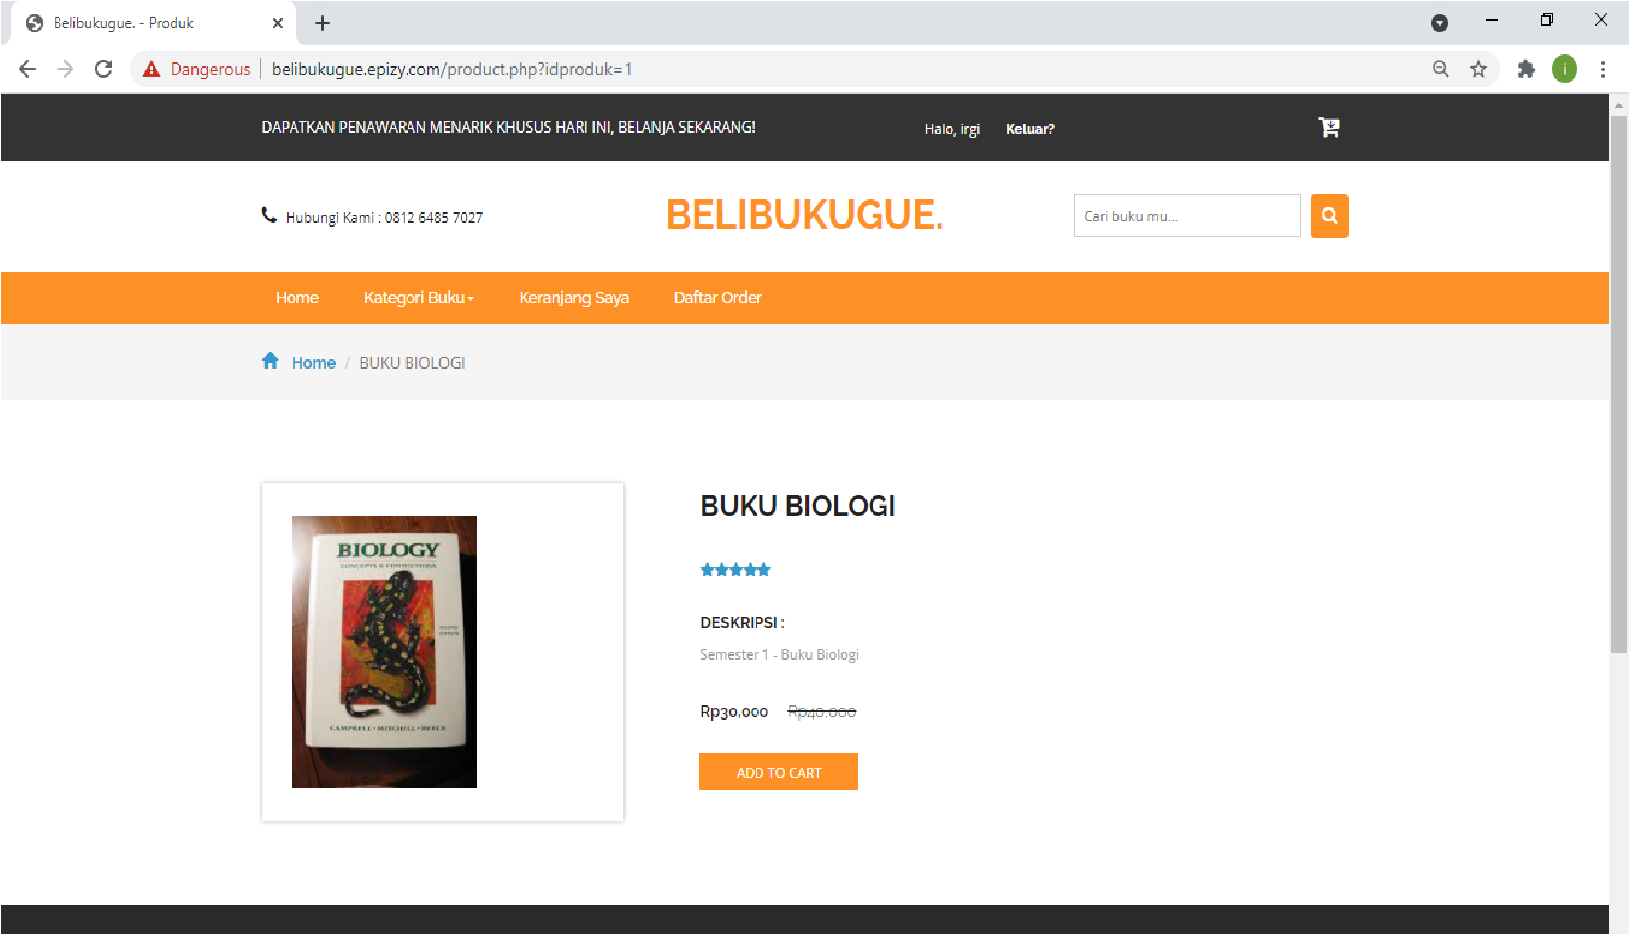 Belibukugue. - Produk
Dangerous
belibukugue.epizy.com/product.php?idproduk=1
i
DAPATKAN PENAWARAN MENARIK KHUSUS HARI INI, BELANJA SEKARANG!
Halo, irgi
Keluar?
Hubungi Kami : 0812 6485 7027
BELIBUKUGUE.
Cari buku mu...
Home
Kategori Buku
Keranjang Saya
Daftar Order
Home / BUKU BIOLOGI
BIOLOGY
CONCEPTS & CONNECTIONS
CAMPBELL • MITCHELL • REECE
BUKU BIOLOGI
DESKRIPSI :
Semester 1 - Buku Biologi
Rp30,000 Rp40,000
ADD TO CART